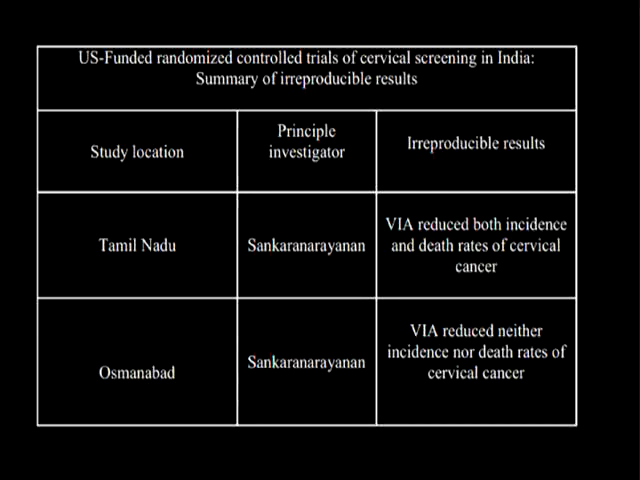 US-Funded randomized controlled trials of cervical screening in India:
Summary of irreproducible results
Study location
Principle
investigator
Irreproducible results
Tamil Nadu
Sankaranarayanan
VIA reduced both incidence
and death rates of cervical
cancer
Osmanabad
Sankaranarayanan
VIA reduced neither
incidence nor death rates of
cervical cancer